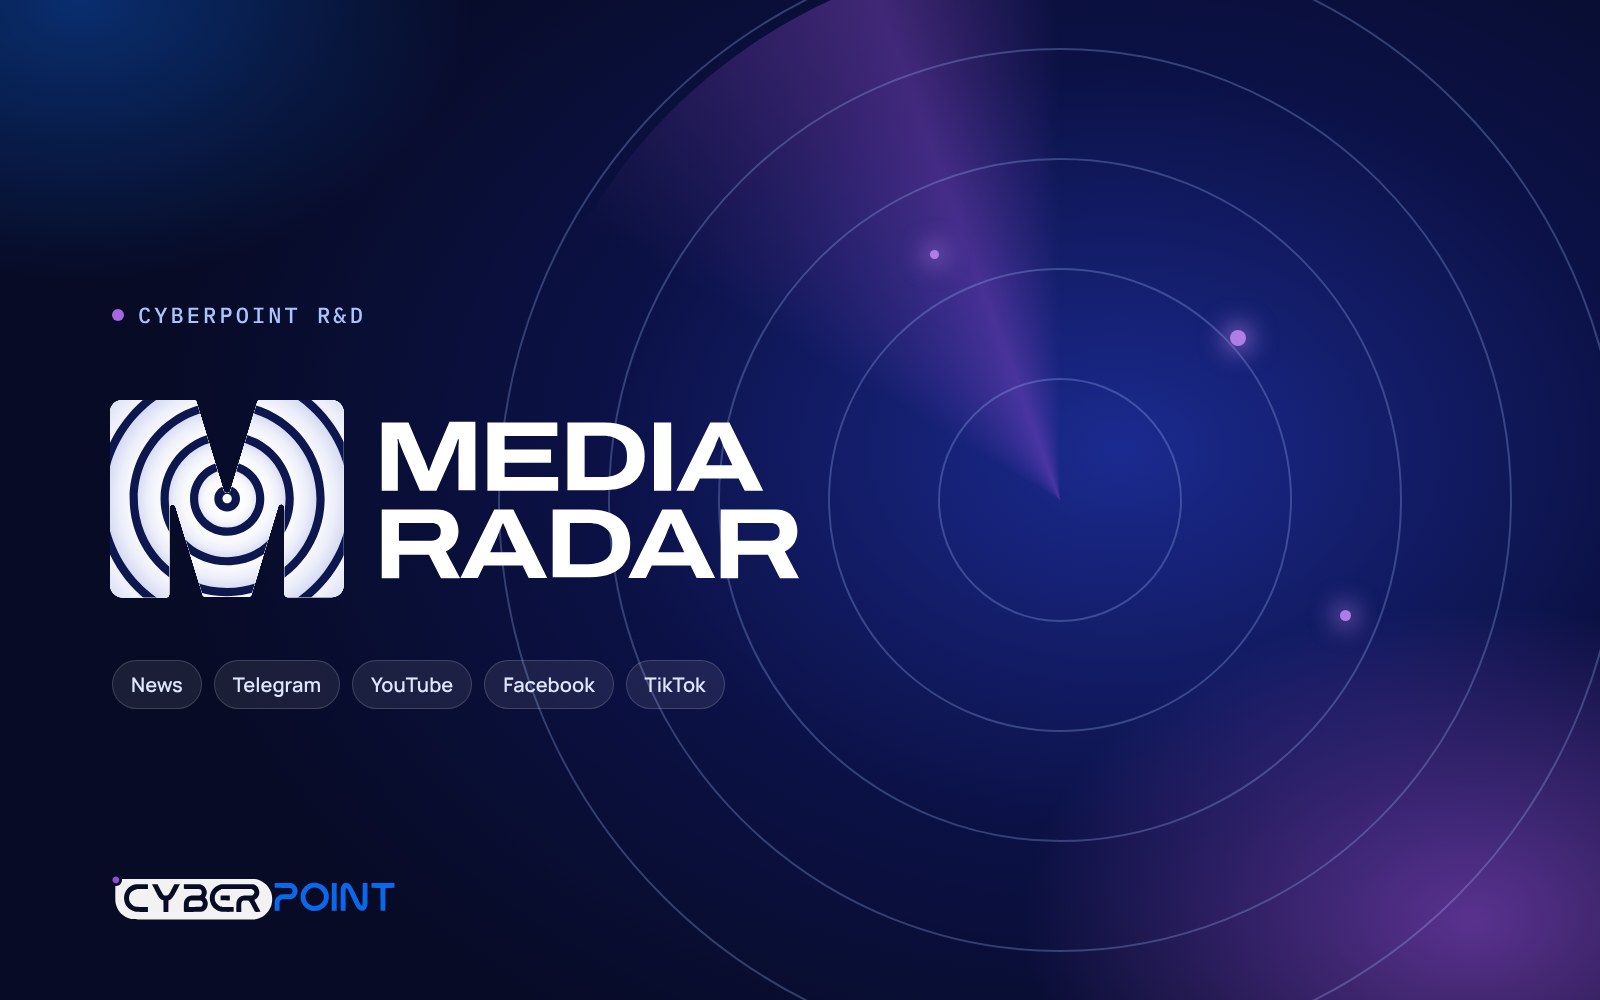 CYBERPOINT R&D
MEDIA
RADAR
News Telegram YouTube Facebook TikTok
CYBERPOINT